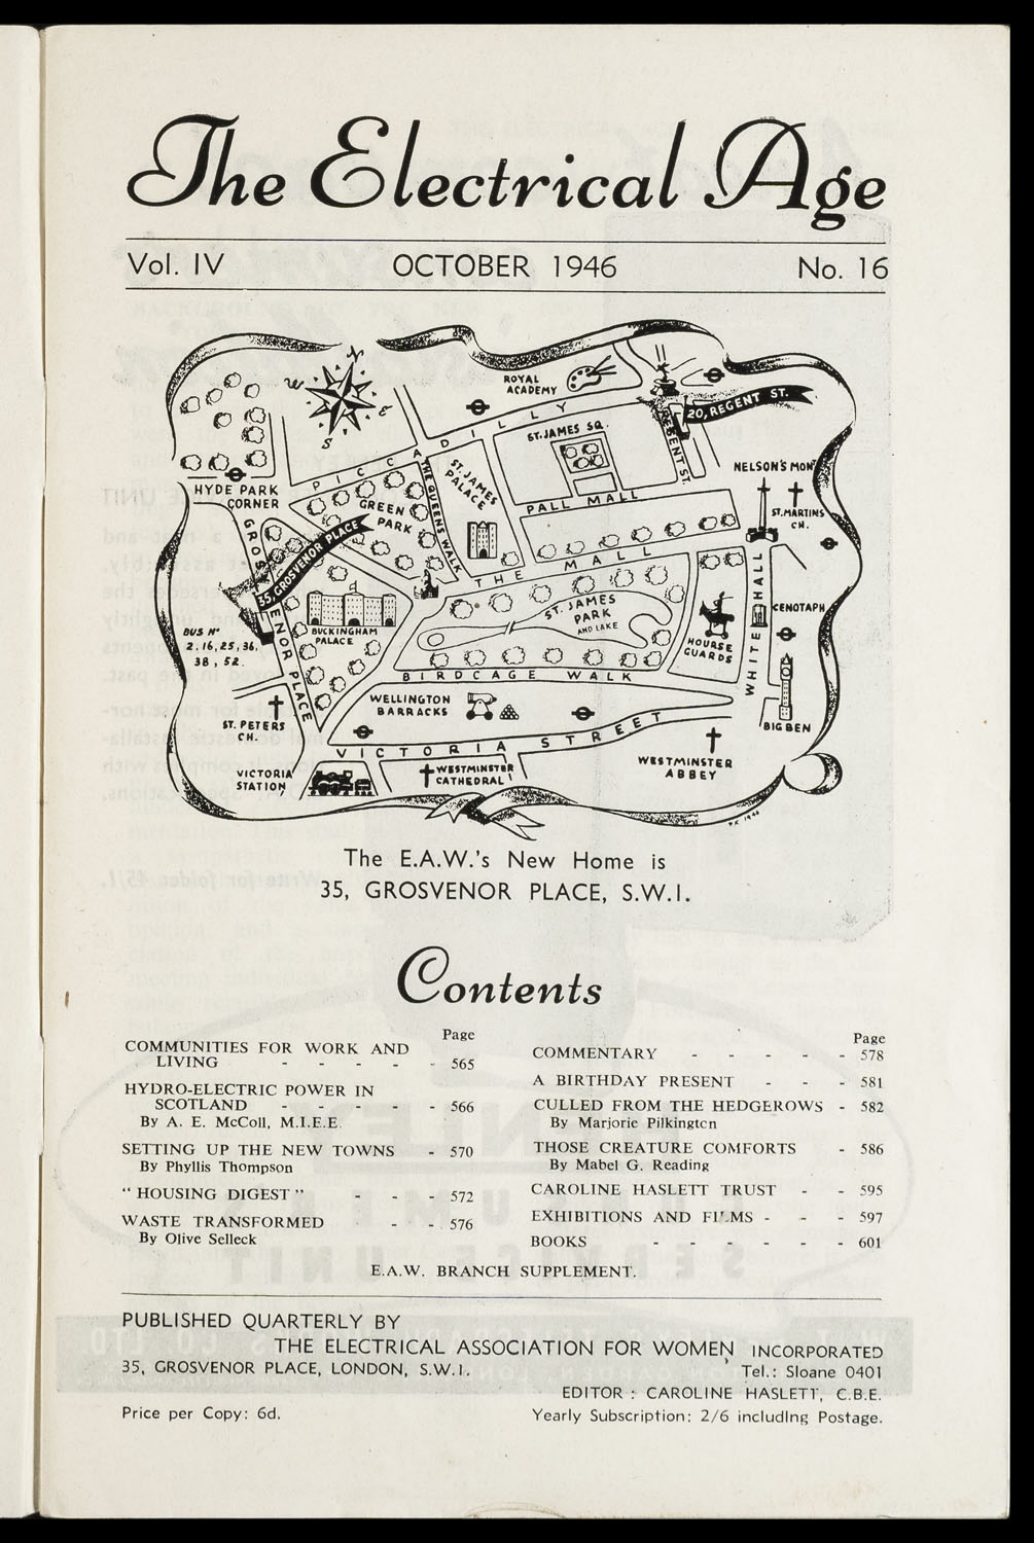 The Electrical Age
Vol. IV OCTOBER 1946 No. 16
N
W
E
S
ROYAL
ACADEMY
PICCADILLY
20, REGENT ST.
REGENT ST.
ST. JAMES SQ.
ST. JAMES
PALACE
PALL MALL
NELSON'S MONT
ST. MARTINS
CH.
HYDE PARK
CORNER
GREEN
PARK
THE QUEENS WALK
GROSVENOR PLACE
35, GROSVENOR PLACE
THE MALL
ST. JAMES
PARK
AND LAKE
HOURSE
GUARDS
WHITEHALL
CENOTAPH
BUCKINGHAM
PALACE
BUS Nº
2.16,25,36.
38, 52.
BIRDCAGE WALK
WELLINGTON
BARRACKS
ST. PETERS
CH.
BIG BEN
VICTORIA STREET
VICTORIA
STATION
WESTMINSTER
CATHEDRAL
WESTMINSTER
ABBEY
The E.A.W.'s New Home is
35, GROSVENOR PLACE, S.W.I.
Contents
Page
COMMUNITIES FOR WORK AND
LIVING - - - - - 565
HYDRO-ELECTRIC POWER IN
SCOTLAND - - - - - 566
By A. E. McColl, M.I.E.E.
SETTING UP THE NEW TOWNS - 570
By Phyllis Thompson
" HOUSING DIGEST " - - - 572
WASTE TRANSFORMED - - - 576
By Olive Selleck
Page
COMMENTARY - - - - - 578
A BIRTHDAY PRESENT - - - 581
CULLED FROM THE HEDGEROWS - 582
By Marjorie Pilkington
THOSE CREATURE COMFORTS - 586
By Mabel G. Reading
CAROLINE HASLETT TRUST - - 595
EXHIBITIONS AND FILMS - - - 597
BOOKS - - - - - - 601
E.A.W. BRANCH SUPPLEMENT.
PUBLISHED QUARTERLY BY
THE ELECTRICAL ASSOCIATION FOR WOMEN INCORPORATED
35, GROSVENOR PLACE, LONDON, S.W.I. Tel.: Sloane 0401
EDITOR : CAROLINE HASLETT, C.B.E.
Price per Copy: 6d. Yearly Subscription: 2/6 including Postage.